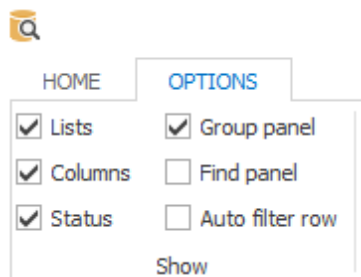 HOME OPTIONS
Lists Group panel
Columns Find panel
Status Auto filter row
Show